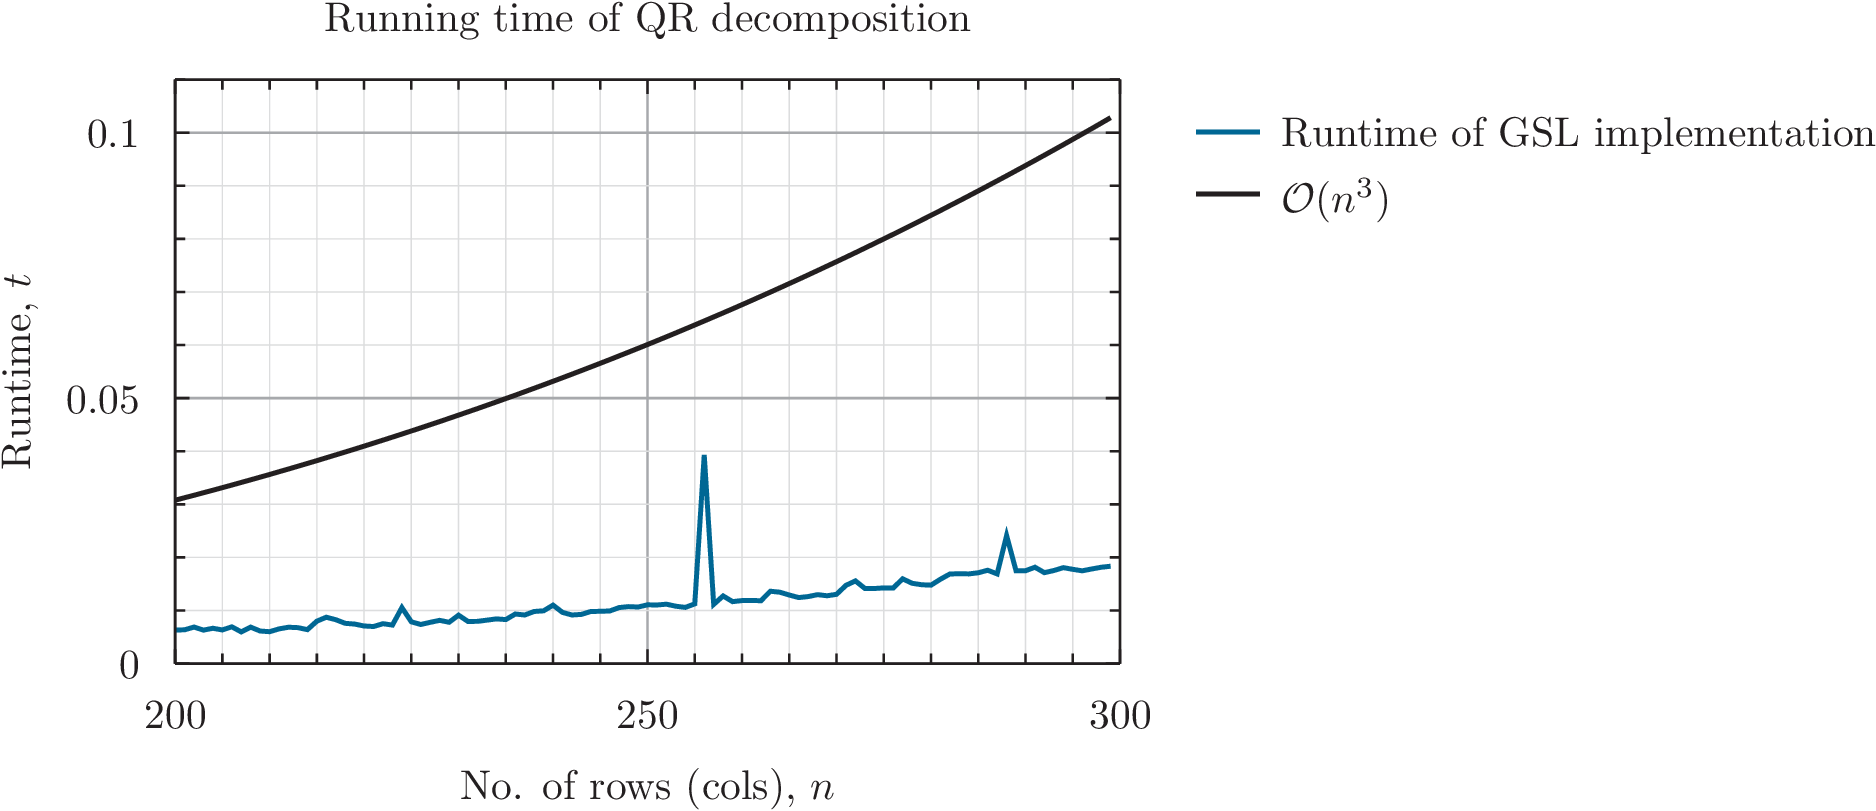 Running time of QR decomposition
0.1
0.05
0
Runtime, t
200 250 300
No. of rows (cols), n
Runtime of GSL implementation
𝒪(n³)